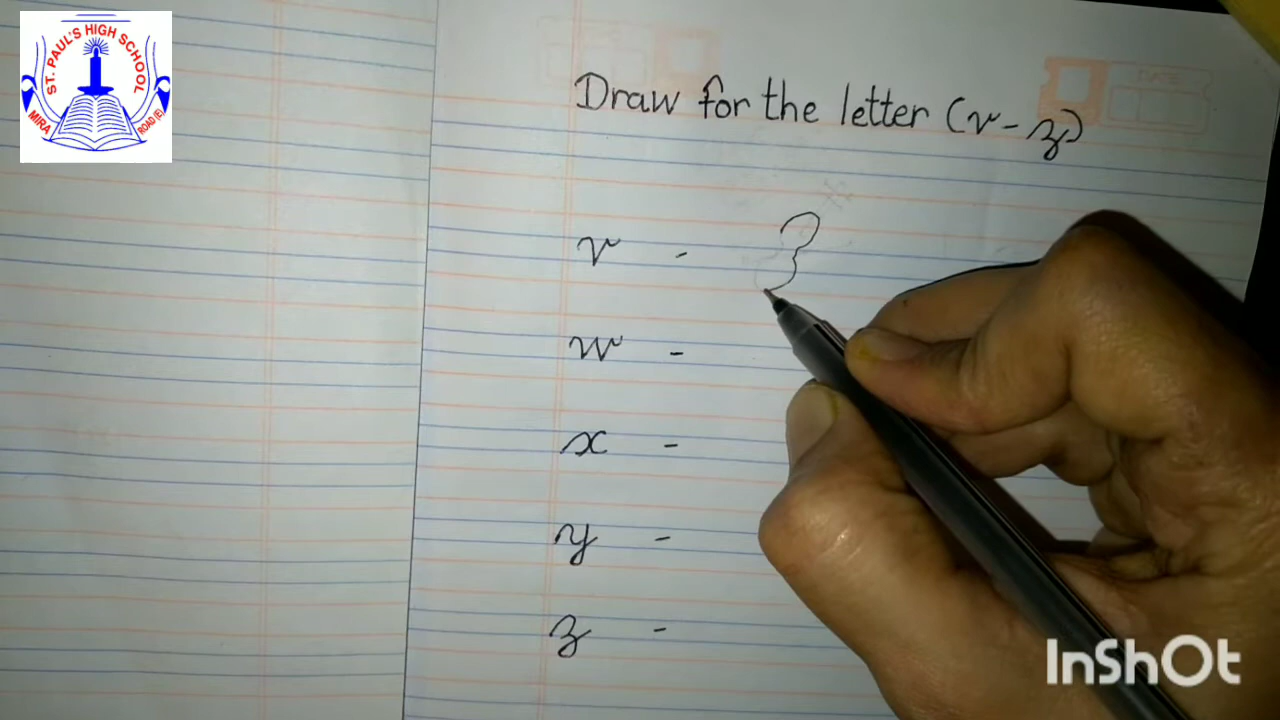 ST. PAUL'S HIGH SCHOOL
MIRA ROAD (E)
Draw for the letter (v-z)
v -
w -
x -
y -
z -
InShOt